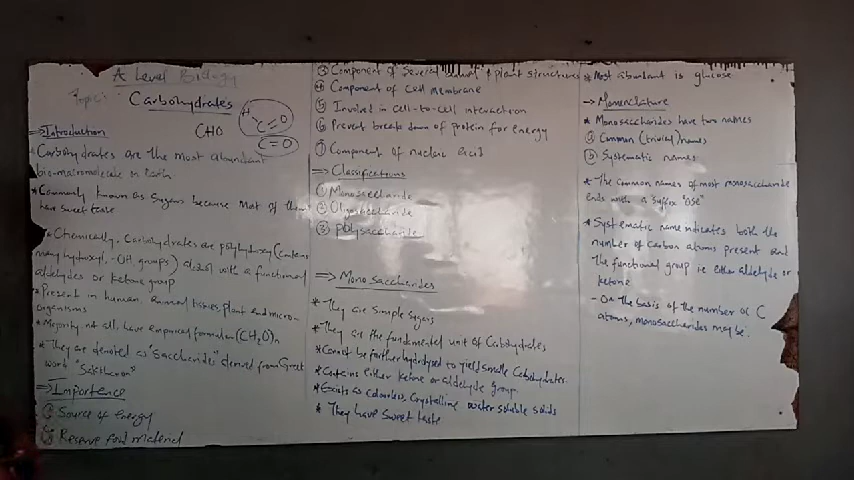 A Level Biology
Topic:
Carbohydrates
CHO
H C=O
C=O
=> Introduction
Carbohydrates are the most abundant
bio-macromolecule on Earth
* Commonly known as Sugars because most of them
have sweet taste
* Chemically, Carbohydrates are polyhydroxy (contains
many hydroxyl, -OH groups) with a functional
aldehydes or Ketone group
* Present in human, Animal tissues, plant and micro-
organisms
* Majority not all, have emperical formula (CH2O)n
* They are denoted as "Saccharides" derived from Greet
word "Sakkharon"
=> Importence
① Source of Energy
② Reserve food material
③ Component of Several animal & plant structures
④ Component of cell membrane
⑤ Involved in cell-to-cell interaction
⑥ Prevent break down of protein for energy
⑦ Component of nucleic acid
=> Classifications
① Monosaccharide
② Oligosaccharide
③ Polysaccharide
=> Monosaccharides
* They are Simple Sugars
* They are the fundamental unit of Carbohydrates
* Cannot be further hydrolysed to yield smaller Carbohydrates.
* Contains either Ketone or aldehyde group
* Exists as colourless, Crystalline water soluble solids
* They have Sweet taste
* Most abundant is glucose
-> Nomenclature
* Monosaccharides have two names
ⓐ Common (trivial) names
ⓑ Systematic names
* The common names of most monosaccharide
ends with a suffix "OSE"
* Systematic name indicates both the
number of Carbon atoms present and
The functional group ie either aldehyde or
Ketone
- On the basis of the number of C
atoms, monosaccharides may be.